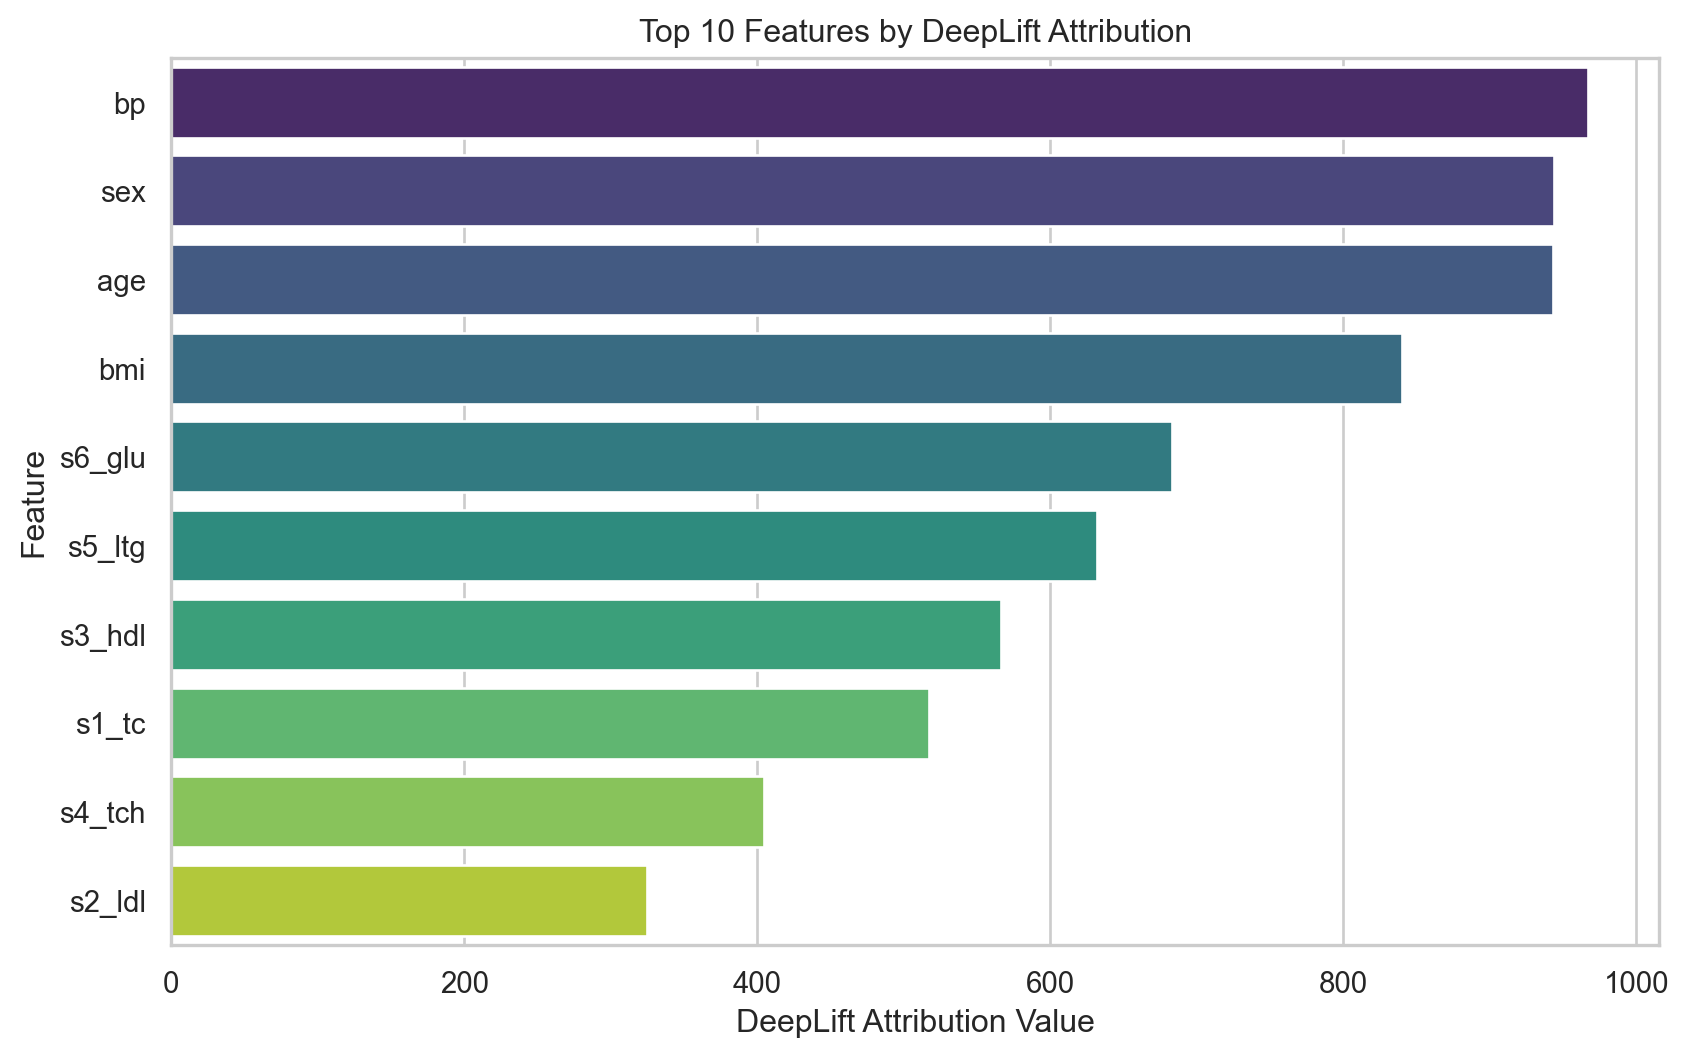 Top 10 Features by DeepLift Attribution
Feature
bp
sex
age
bmi
s6_glu
s5_ltg
s3_hdl
s1_tc
s4_tch
s2_ldl
0 200 400 600 800 1000
DeepLift Attribution Value